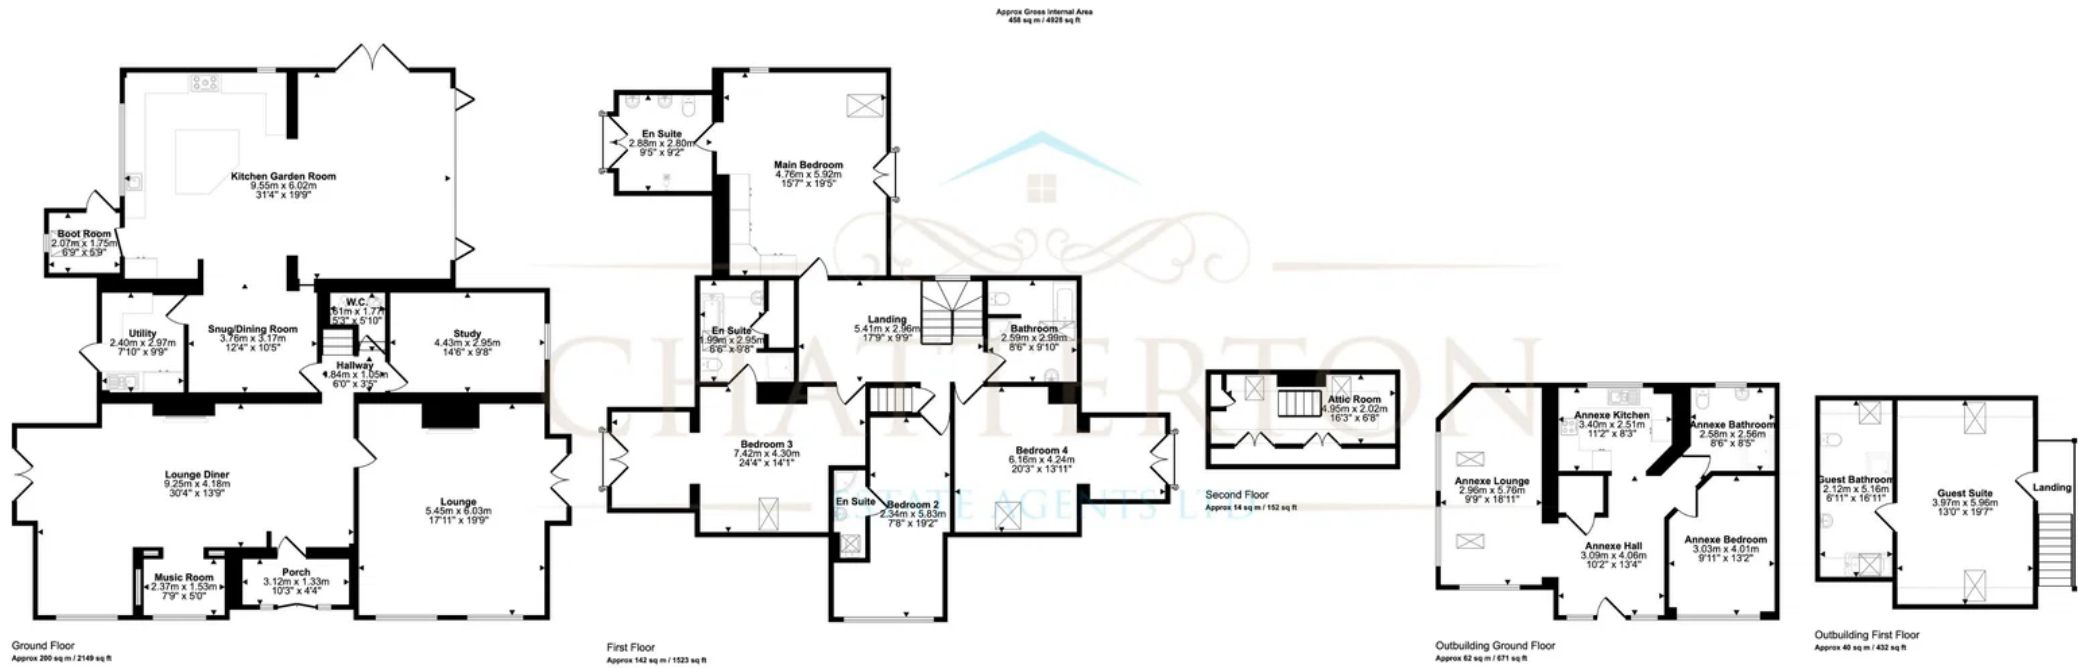 Approx Gross Internal Area
458 sq m / 4928 sq ft
Kitchen Garden Room
9.55m x 6.02m
31'4" x 19'9"
Boot Room
2.07m x 1.75m
6'9" x 5'9"
Utility
2.40m x 2.97m
7'10" x 9'9"
Snug/Dining Room
3.76m x 3.17m
12'4" x 10'5"
W.C.
.61m x 1.77m
5'3" x 5'10"
Study
4.43m x 2.95m
14'6" x 9'8"
Hallway
1.84m x 1.05m
6'0" x 3'5"
Lounge Diner
9.25m x 4.18m
30'4" x 13'9"
Lounge
5.45m x 6.03m
17'11" x 19'9"
Music Room
2.37m x 1.53m
7'9" x 5'0"
Porch
3.12m x 1.33m
10'3" x 4'4"
Ground Floor
Approx 200 sq m / 2149 sq ft
En Suite
2.88m x 2.80m
9'5" x 9'2"
Main Bedroom
4.76m x 5.92m
15'7" x 19'5"
En Suite
1.99m x 2.95m
6'6" x 9'8"
Landing
5.41m x 2.96m
17'9" x 9'9"
Bathroom
2.59m x 2.99m
8'6" x 9'10"
Bedroom 3
7.42m x 4.30m
24'4" x 14'1"
En Suite
Bedroom 2
2.34m x 5.83m
7'8" x 19'2"
Bedroom 4
6.16m x 4.24m
20'3" x 13'11"
First Floor
Approx 142 sq m / 1523 sq ft
CHATTERTON
ESTATE AGENTS LTD
Attic Room
4.95m x 2.02m
16'3" x 6'8"
Second Floor
Approx 14 sq m / 152 sq ft
Annexe Kitchen
3.40m x 2.51m
11'2" x 8'3"
Annexe Bathroom
2.58m x 2.56m
8'6" x 8'5"
Annexe Lounge
2.96m x 5.76m
9'9" x 18'11"
Annexe Hall
3.09m x 4.06m
10'2" x 13'4"
Annexe Bedroom
3.03m x 4.01m
9'11" x 13'2"
Outbuilding Ground Floor
Approx 62 sq m / 671 sq ft
Guest Bathroom
2.12m x 5.16m
6'11" x 16'11"
Guest Suite
3.97m x 5.96m
13'0" x 19'7"
Landing
Outbuilding First Floor
Approx 40 sq m / 432 sq ft